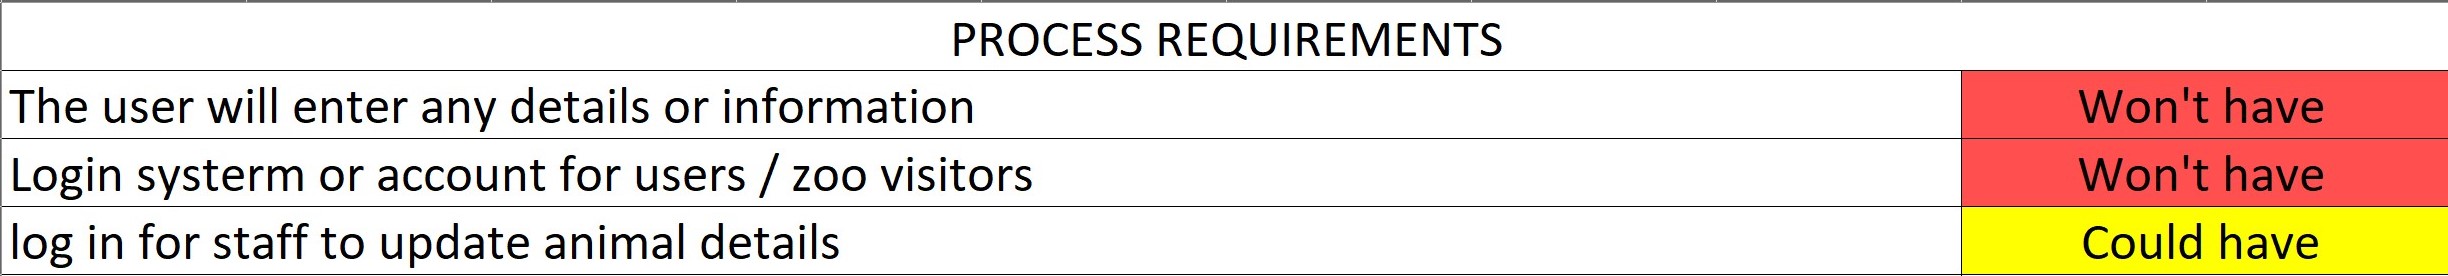 PROCESS REQUIREMENTS
The user will enter any details or information Won't have
Login systerm or account for users / zoo visitors Won't have
log in for staff to update animal details Could have